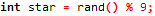 int star = rand() % 9;